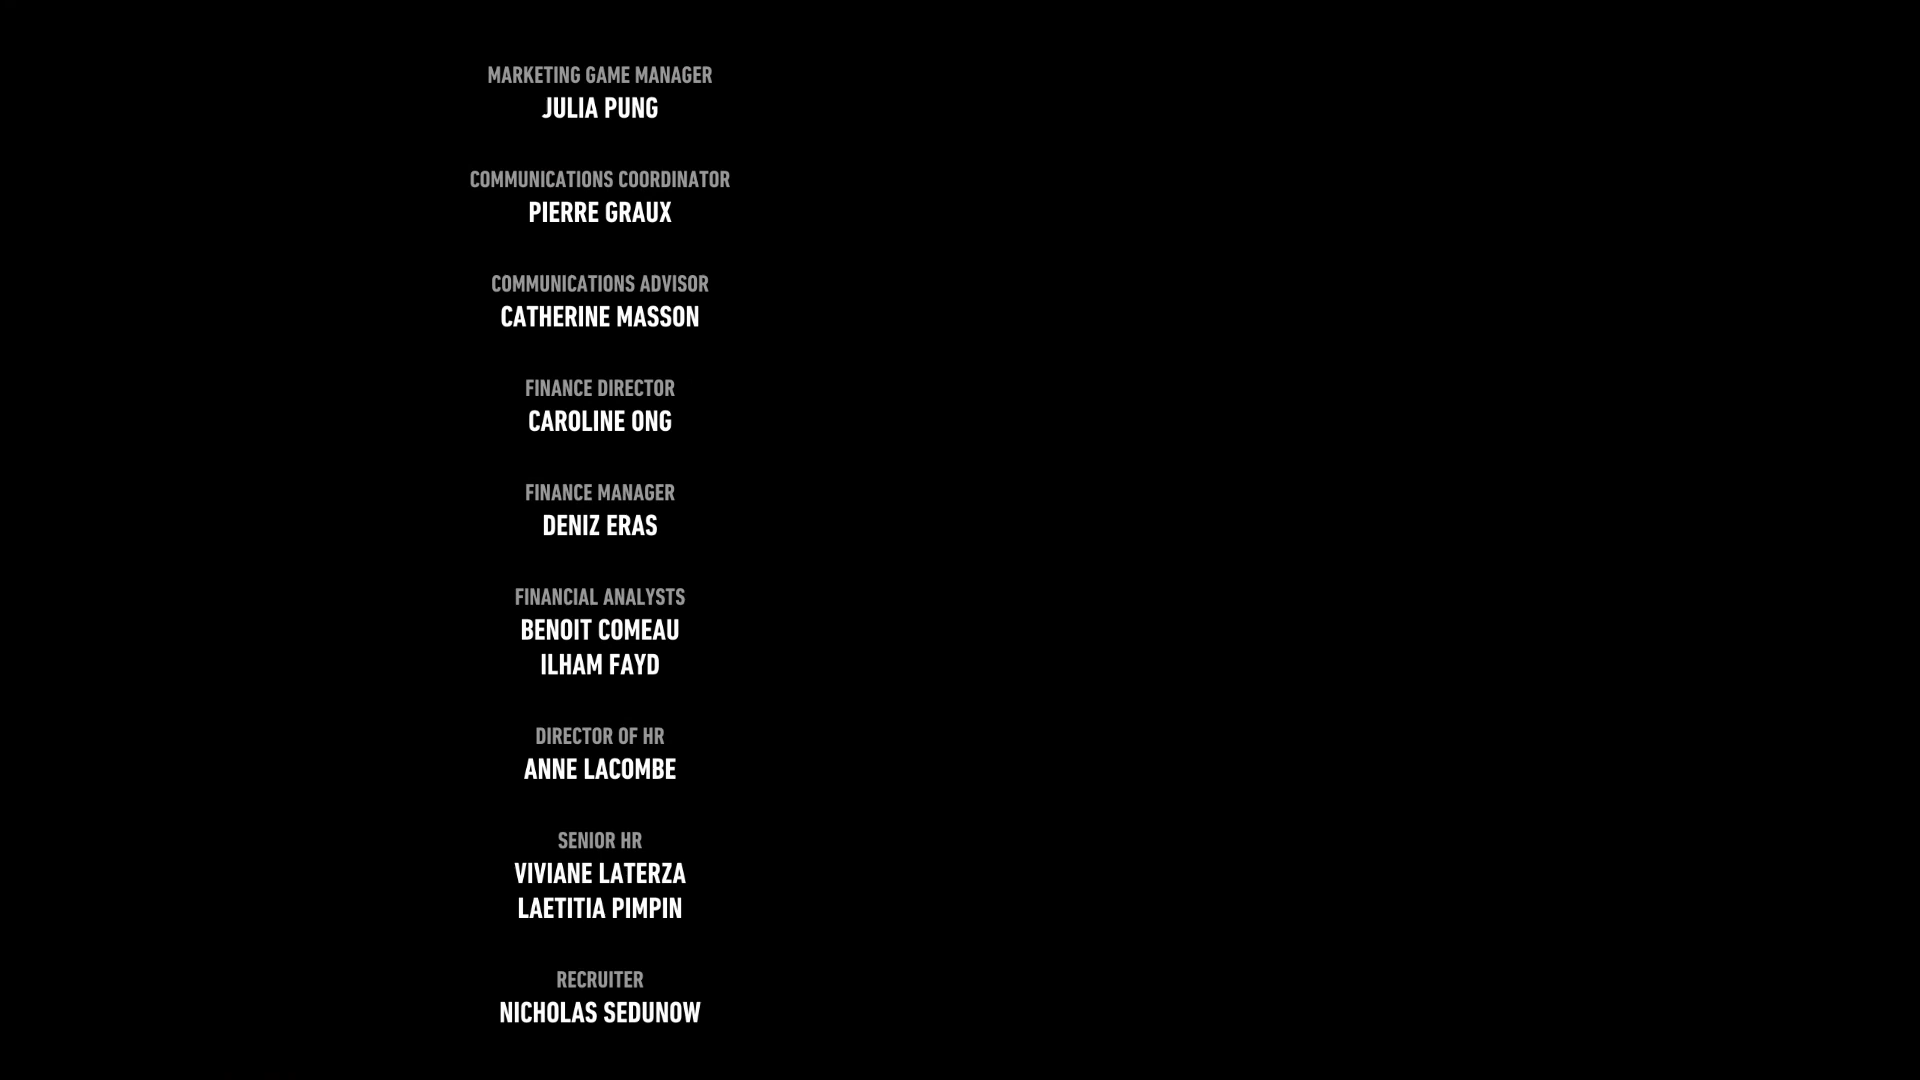 MARKETING GAME MANAGER
JULIA PUNG
COMMUNICATIONS COORDINATOR
PIERRE GRAUX
COMMUNICATIONS ADVISOR
CATHERINE MASSON
FINANCE DIRECTOR
CAROLINE ONG
FINANCE MANAGER
DENIZ ERAS
FINANCIAL ANALYSTS
BENOIT COMEAU
ILHAM FAYD
DIRECTOR OF HR
ANNE LACOMBE
SENIOR HR
VIVIANE LATERZA
LAETITIA PIMPIN
RECRUITER
NICHOLAS SEDUNOW